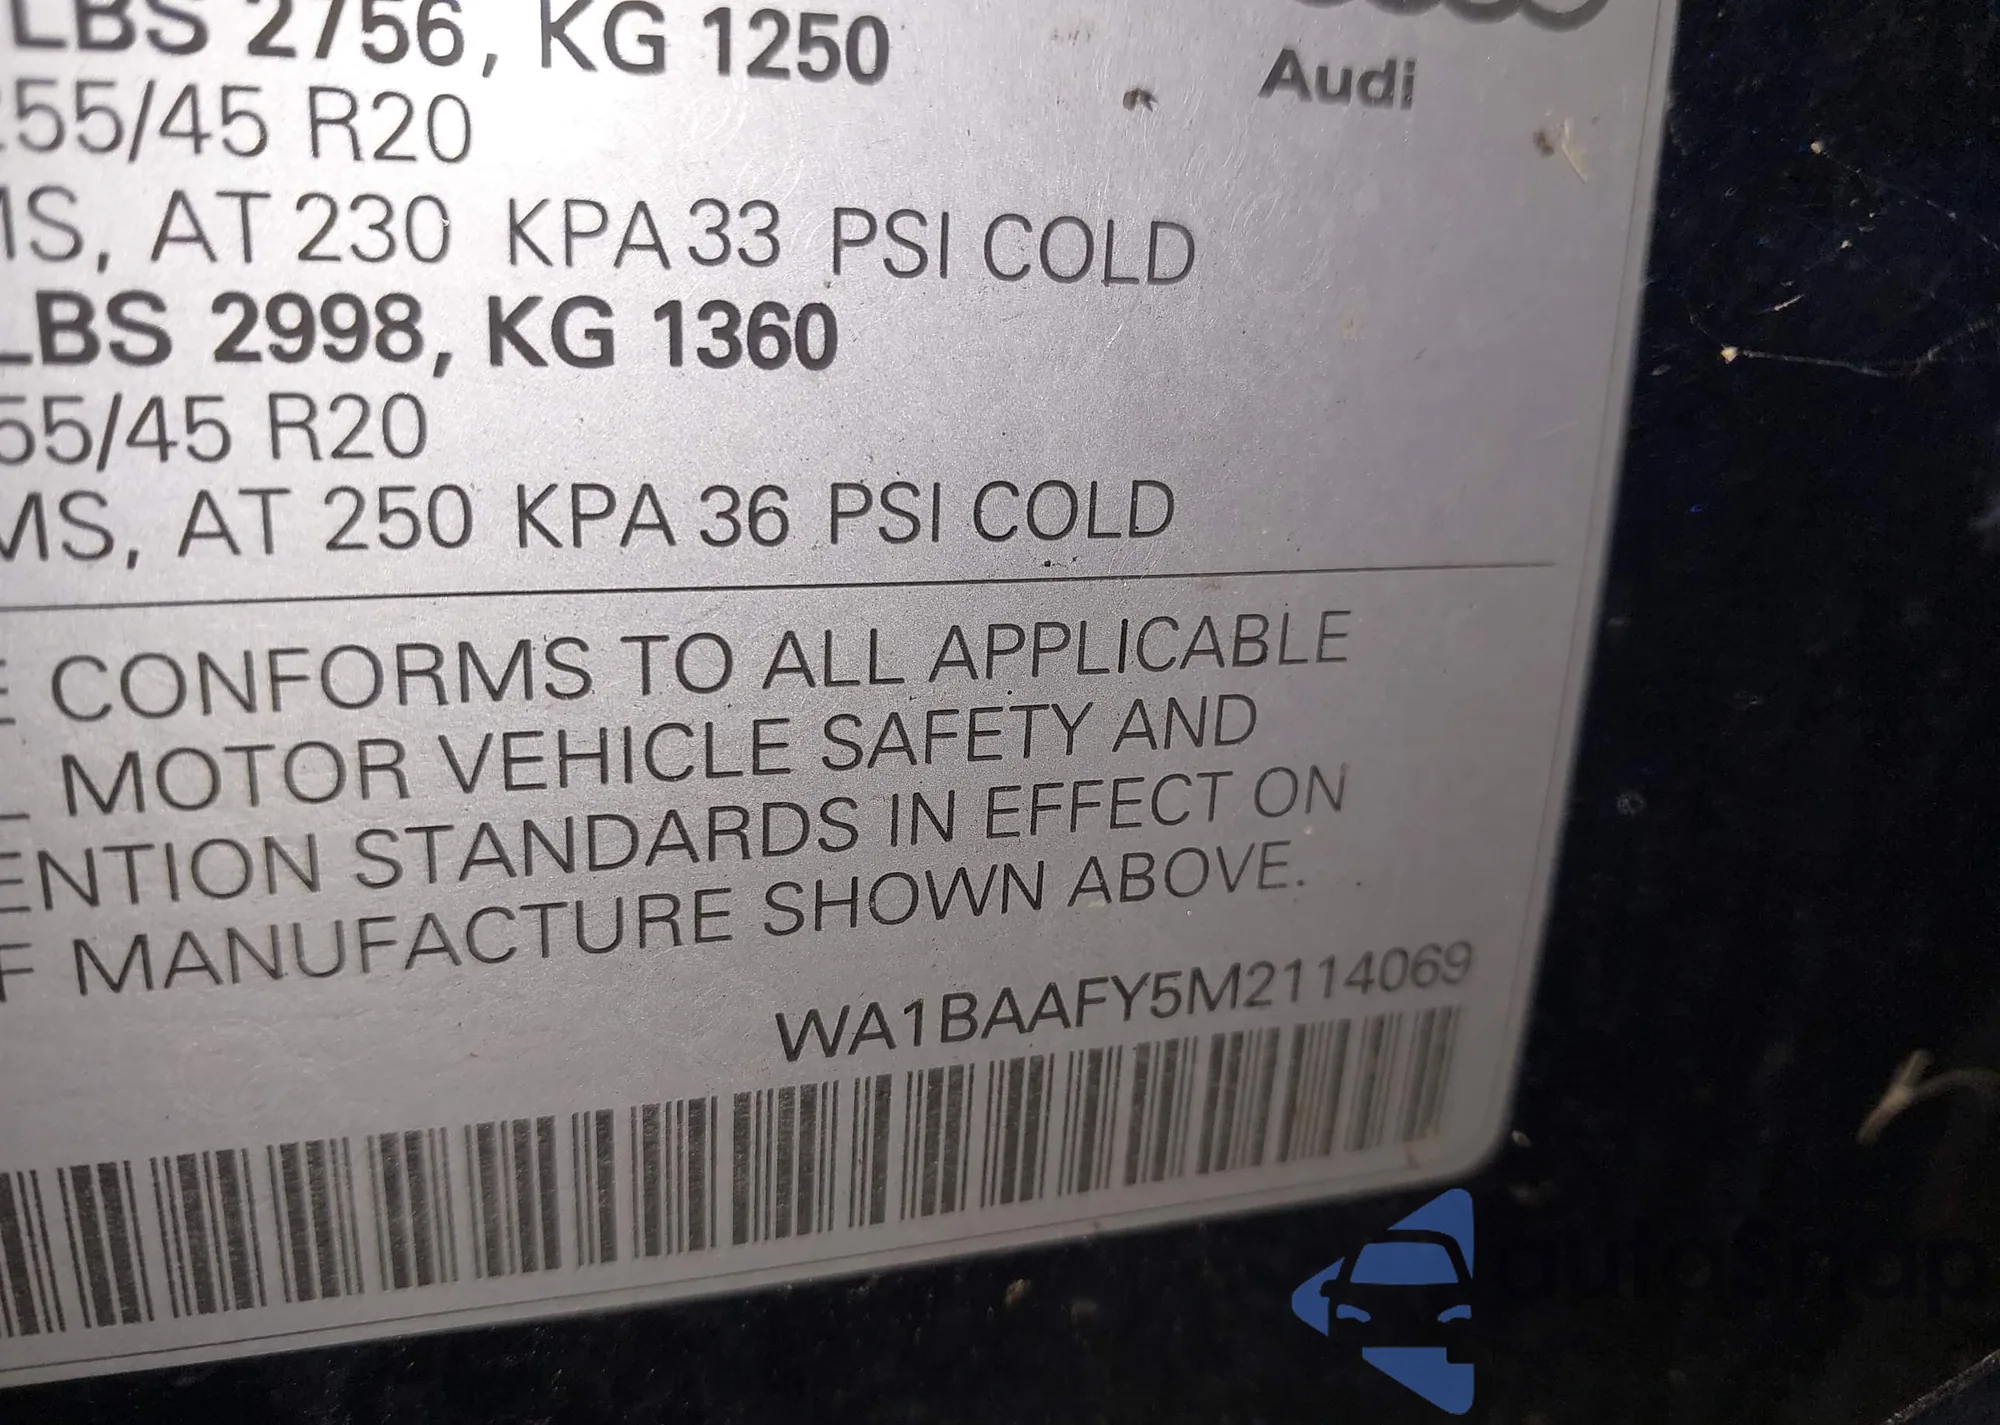 LBS 2756, KG 1250
Audi
255/45 R20
MS, AT 230 KPA 33 PSI COLD
LBS 2998, KG 1360
55/45 R20
MS, AT 250 KPA 36 PSI COLD
E CONFORMS TO ALL APPLICABLE
L MOTOR VEHICLE SAFETY AND
ENTION STANDARDS IN EFFECT ON
F MANUFACTURE SHOWN ABOVE.
WA1BAAFY5M2114069